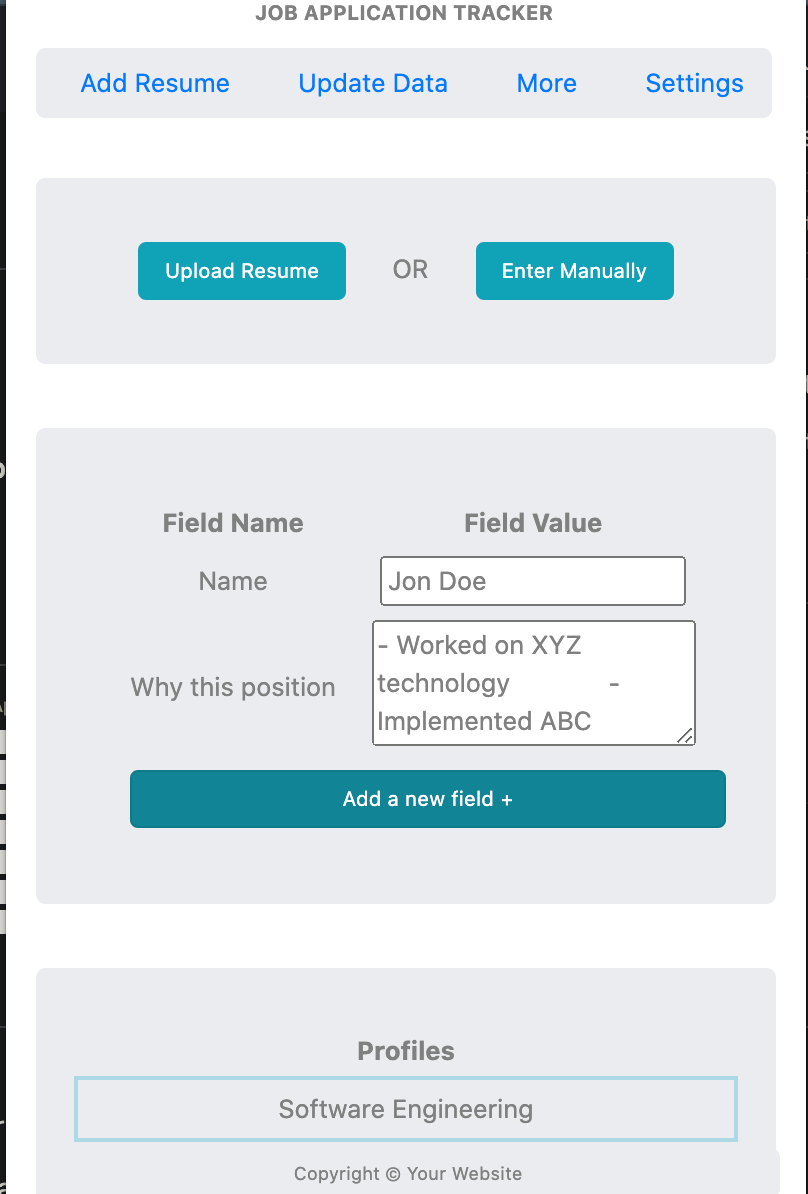 JOB APPLICATION TRACKER
Add Resume Update Data More Settings
Upload Resume OR Enter Manually
Field Name Field Value
Name Jon Doe
Why this position
- Worked on XYZ
technology -
Implemented ABC
Add a new field +
Profiles
Software Engineering
Copyright © Your Website